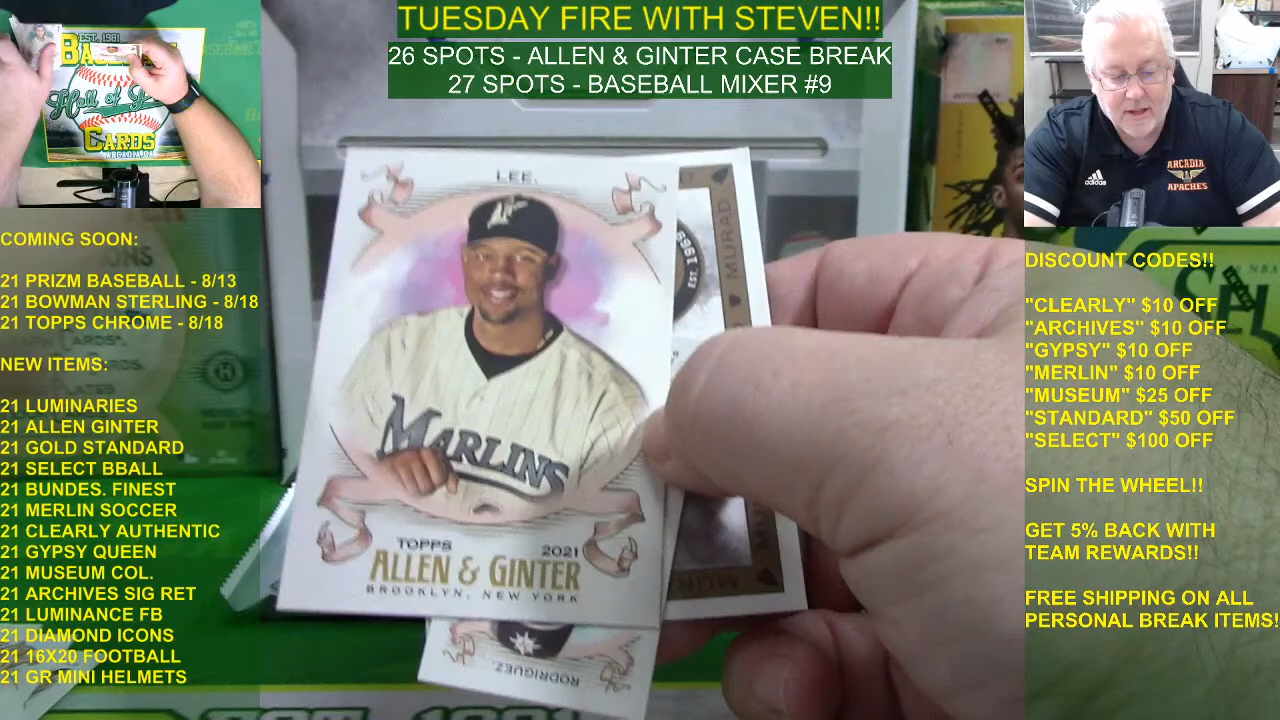 TUESDAY FIRE WITH STEVEN!!
26 SPOTS - ALLEN & GINTER CASE BREAK
27 SPOTS - BASEBALL MIXER #9
EST. 1981
CARDS
ARCADIA
APACHES
adidas
COMING SOON:
21 PRIZM BASEBALL - 8/13
21 BOWMAN STERLING - 8/18
21 TOPPS CHROME - 8/18
NEW ITEMS:
21 LUMINARIES
21 ALLEN GINTER
21 GOLD STANDARD
21 SELECT BBALL
21 BUNDES. FINEST
21 MERLIN SOCCER
21 CLEARLY AUTHENTIC
21 GYPSY QUEEN
21 MUSEUM COL.
21 ARCHIVES SIG RET
21 LUMINANCE FB
21 DIAMOND ICONS
21 16X20 FOOTBALL
21 GR MINI HELMETS
LEE.
MARLINS
TOPPS 2021
ALLEN & GINTER
BROOKLYN, NEW YORK
MURAD
EST. 1969
RODRIGUEZ
DISCOUNT CODES!!
"CLEARLY" $10 OFF
"ARCHIVES" $10 OFF
"GYPSY" $10 OFF
"MERLIN" $10 OFF
"MUSEUM" $25 OFF
"STANDARD" $50 OFF
"SELECT" $100 OFF
SPIN THE WHEEL!!
GET 5% BACK WITH
TEAM REWARDS!!
FREE SHIPPING ON ALL
PERSONAL BREAK ITEMS!